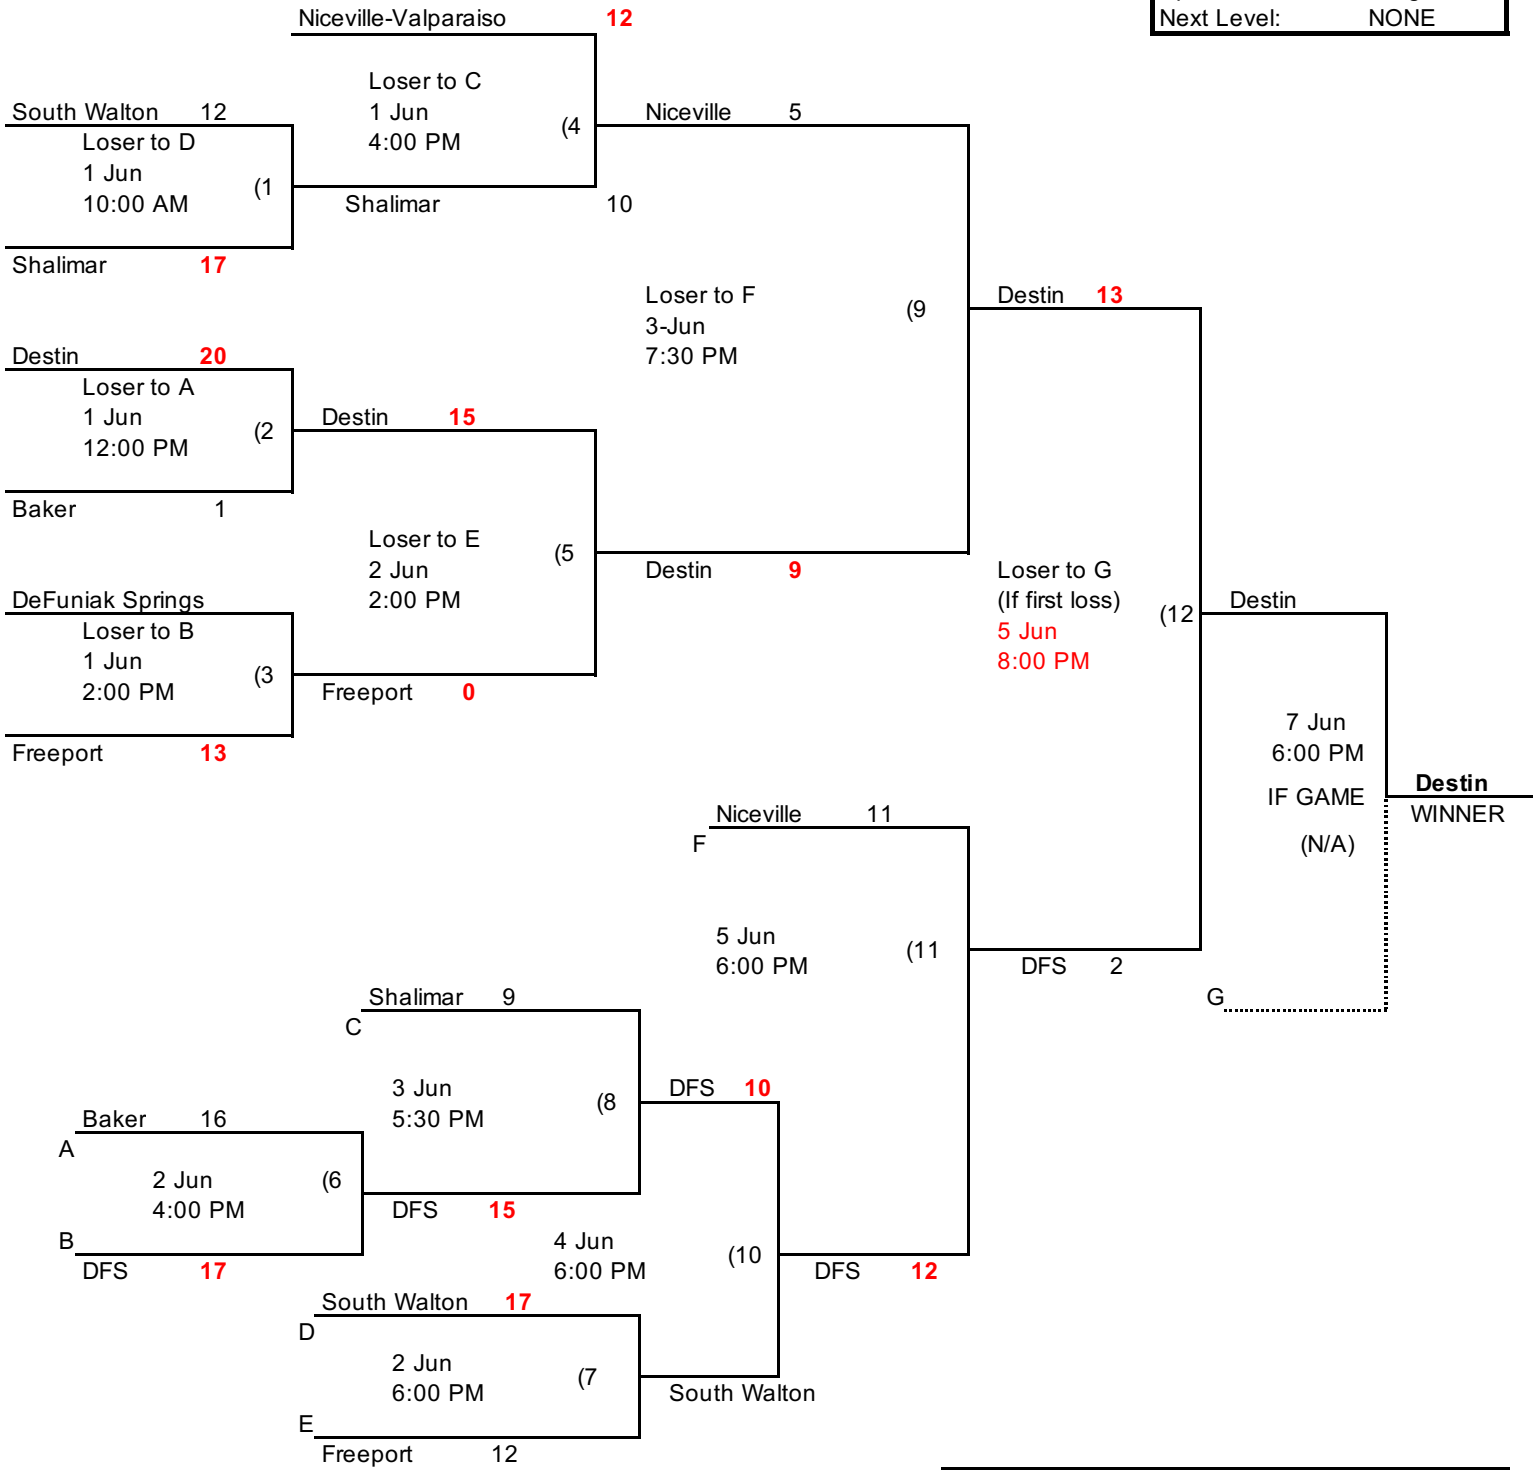 Niceville-Valparaiso 12
Next Level: NONE
Loser to C
1 Jun
4:00 PM
(4
South Walton 12
Loser to D
1 Jun
10:00 AM
(1
Niceville 5
Shalimar 10
Shalimar 17
Loser to F
3-Jun
7:30 PM
(9
Destin 13
Destin 20
Loser to A
1 Jun
12:00 PM
(2
Destin 15
Baker 1
Loser to E
2 Jun
2:00 PM
(5
Destin 9
DeFuniak Springs
Loser to B
1 Jun
2:00 PM
(3
Freeport 0
Freeport 13
Loser to G
(If first loss)
5 Jun
8:00 PM
(12
Destin
7 Jun
6:00 PM
IF GAME
(N/A)
Destin
WINNER
Niceville 11
F
5 Jun
6:00 PM
(11
DFS 2
G
Shalimar 9
C
3 Jun
5:30 PM
(8
DFS 10
Baker 16
A
2 Jun
4:00 PM
(6
DFS 15
B
DFS 17
4 Jun
6:00 PM
(10
DFS 12
South Walton 17
D
2 Jun
6:00 PM
(7
South Walton
E
Freeport 12